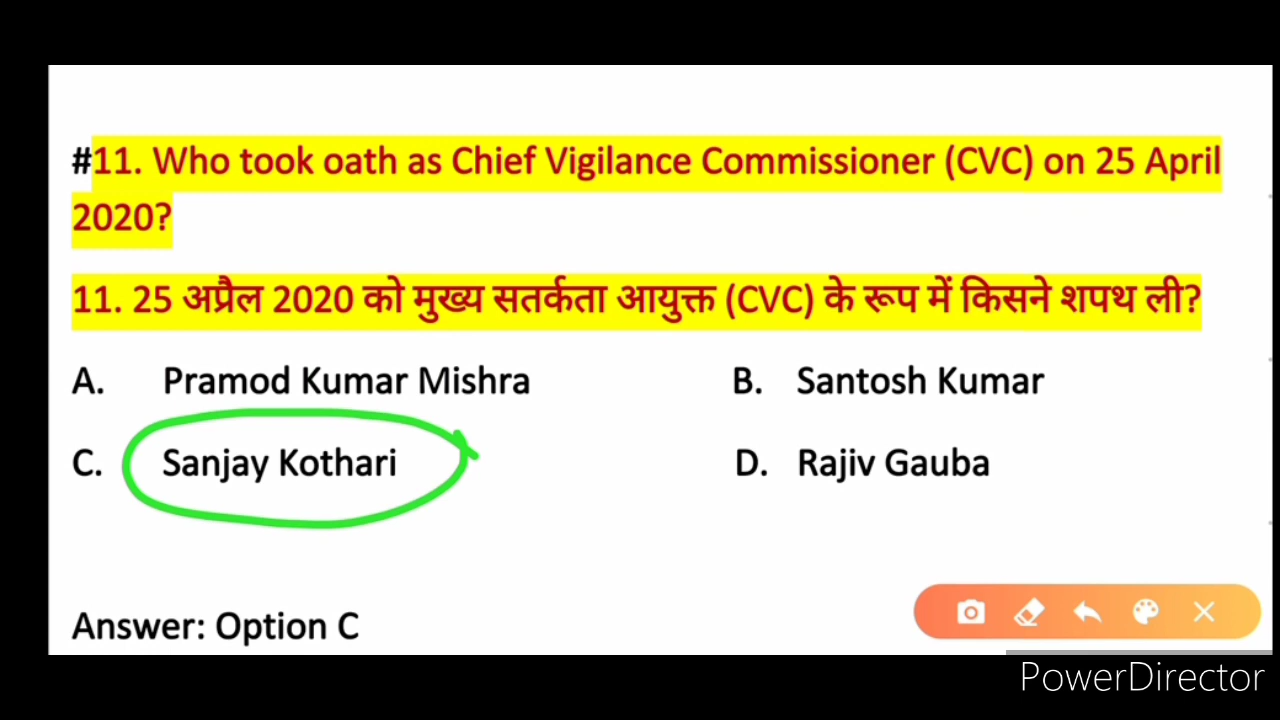 #11. Who took oath as Chief Vigilance Commissioner (CVC) on 25 April
2020?
11. 25 अप्रैल 2020 को मुख्य सतर्कता आयुक्त (CVC) के रूप में किसने शपथ ली?
A. Pramod Kumar Mishra B. Santosh Kumar
C. Sanjay Kothari D. Rajiv Gauba
Answer: Option C
PowerDirector